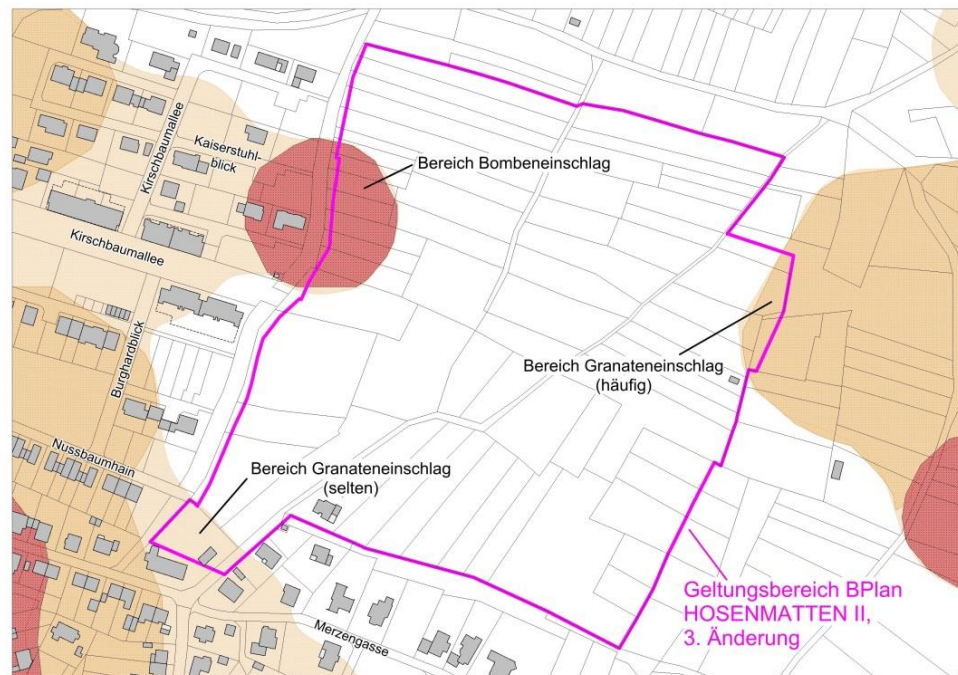 Kirschbaumallee
Kaiserstuhl-
blick
Bereich Bombeneinschlag
Kirschbaumallee
Burghardblick
Bereich Granateneinschlag
(häufig)
Nussbaumhain
Bereich Granateneinschlag
(selten)
Merzengasse
Geltungsbereich BPlan
HOSENMATTEN II,
3. Änderung